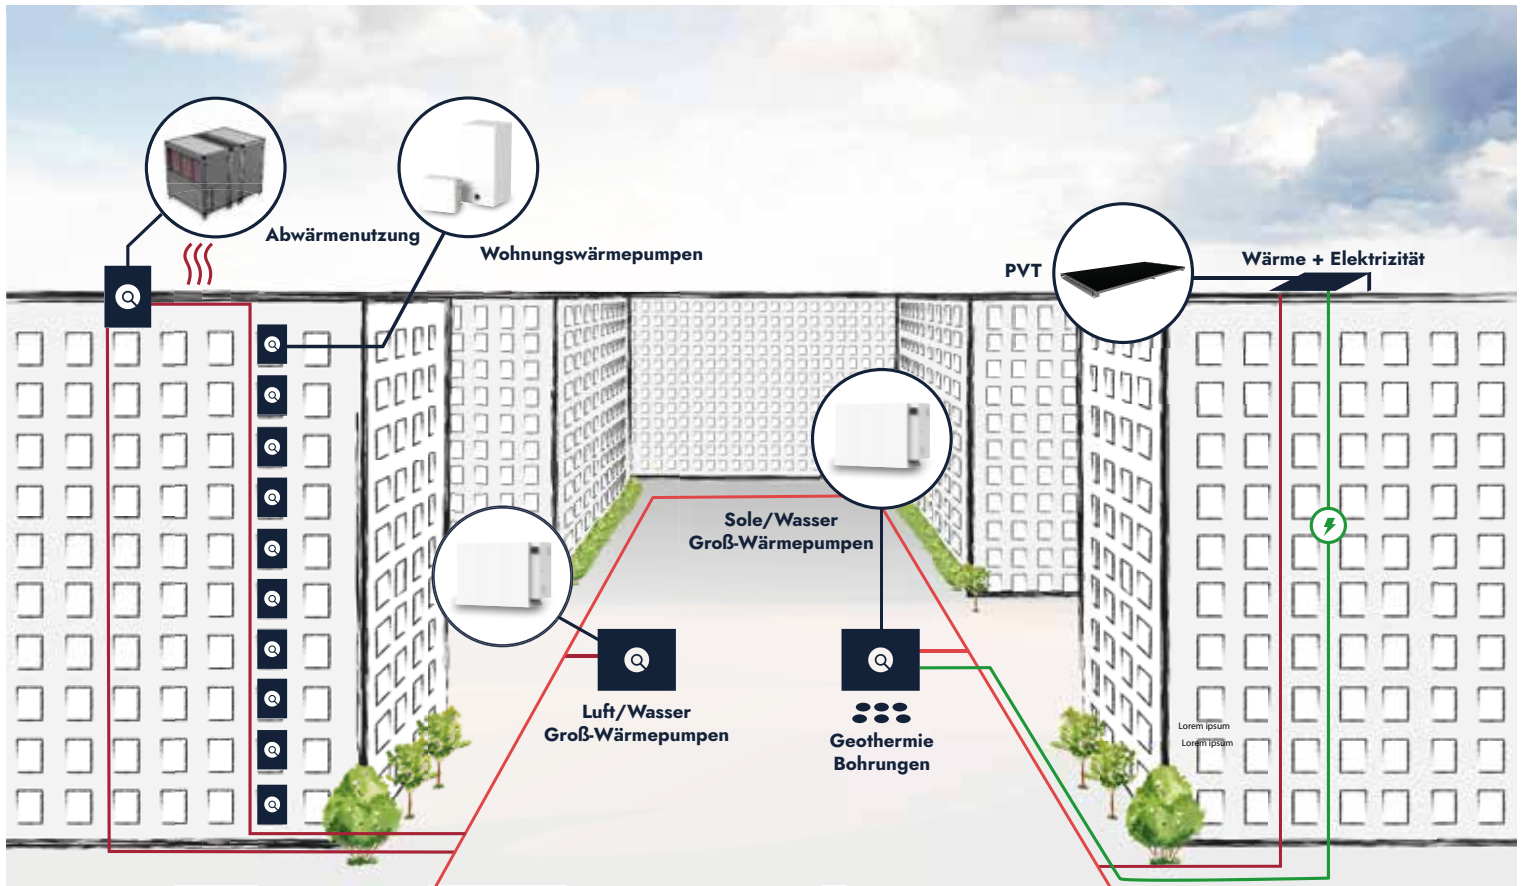 Abwärmenutzung
Wohnungswärmepumpen
PVT
Wärme + Elektrizität
Sole/Wasser
Groß-Wärmepumpen
Luft/Wasser
Groß-Wärmepumpen
Geothermie
Bohrungen
Lorem ipsum
Lorem ipsum